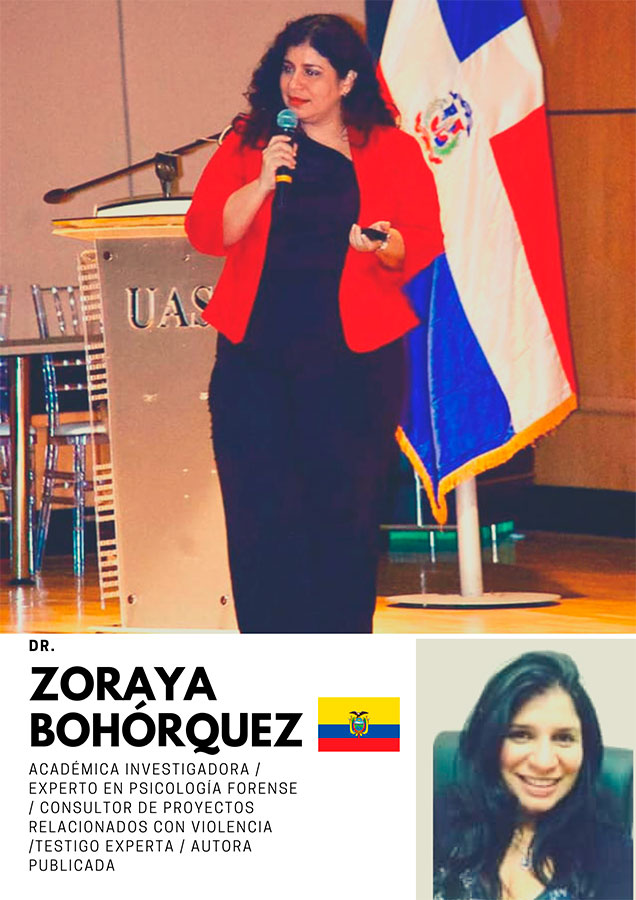 UAS
DR.
ZORAYA
BOHÓRQUEZ
ACADÉMICA INVESTIGADORA /
EXPERTO EN PSICOLOGÍA FORENSE
/ CONSULTOR DE PROYECTOS
RELACIONADOS CON VIOLENCIA
/TESTIGO EXPERTA / AUTORA
PUBLICADA